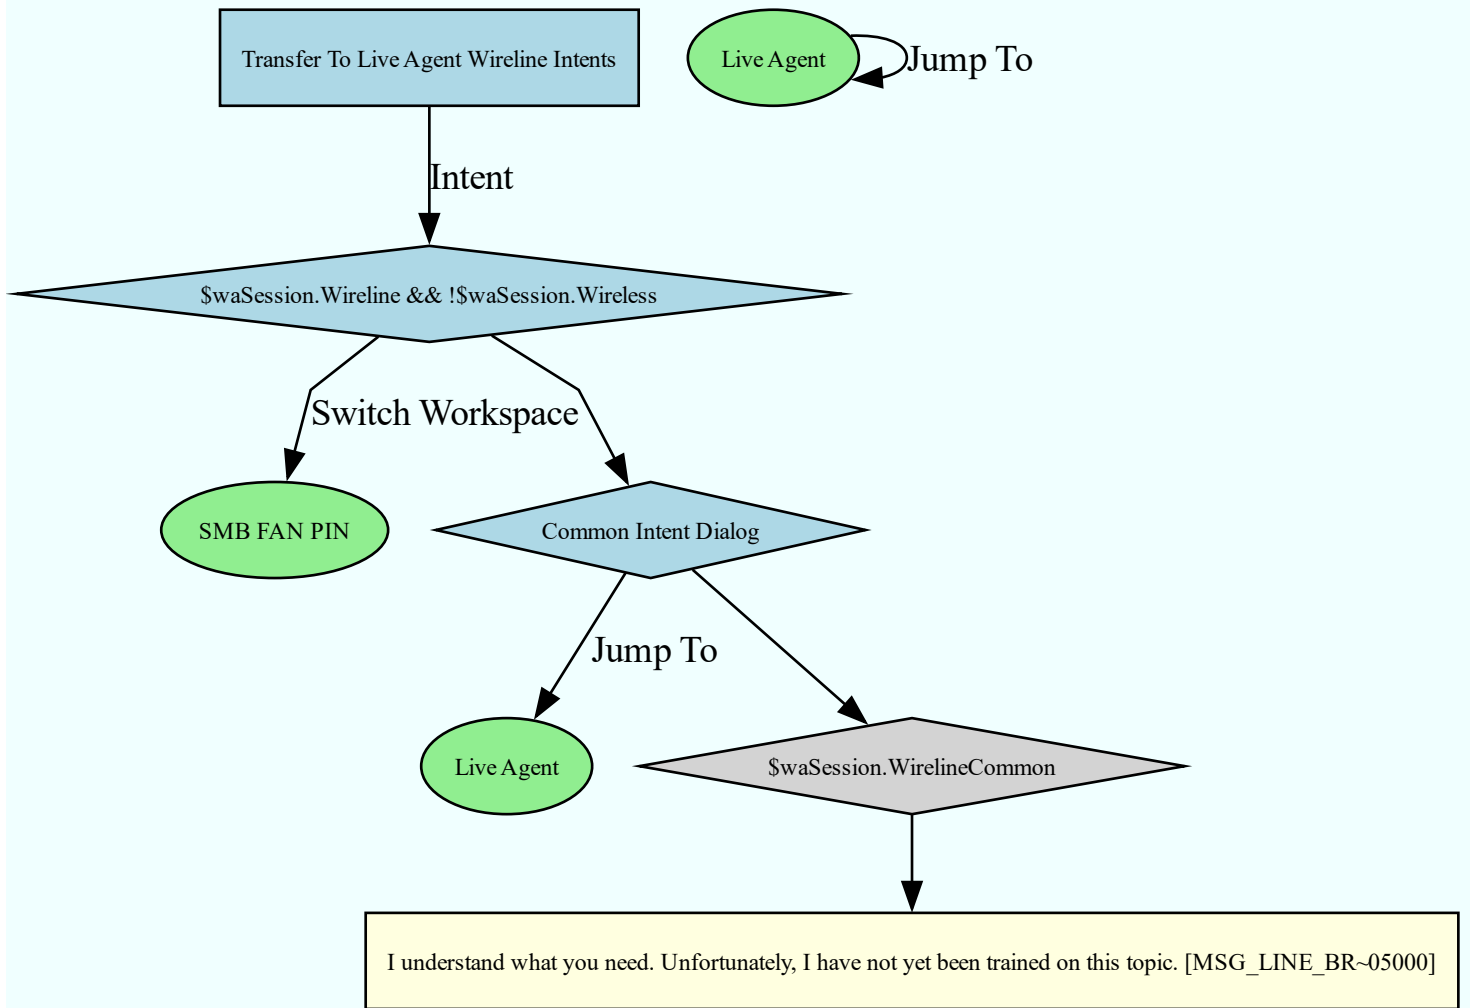 Transfer To Live Agent Wireline Intents
Live Agent
Jump To
Intent
$waSession.Wireline && !$waSession.Wireless
Switch Workspace
SMB FAN PIN
Common Intent Dialog
Jump To
Live Agent
$waSession.WirelineCommon
I understand what you need. Unfortunately, I have not yet been trained on this topic. [MSG_LINE_BR~05000]